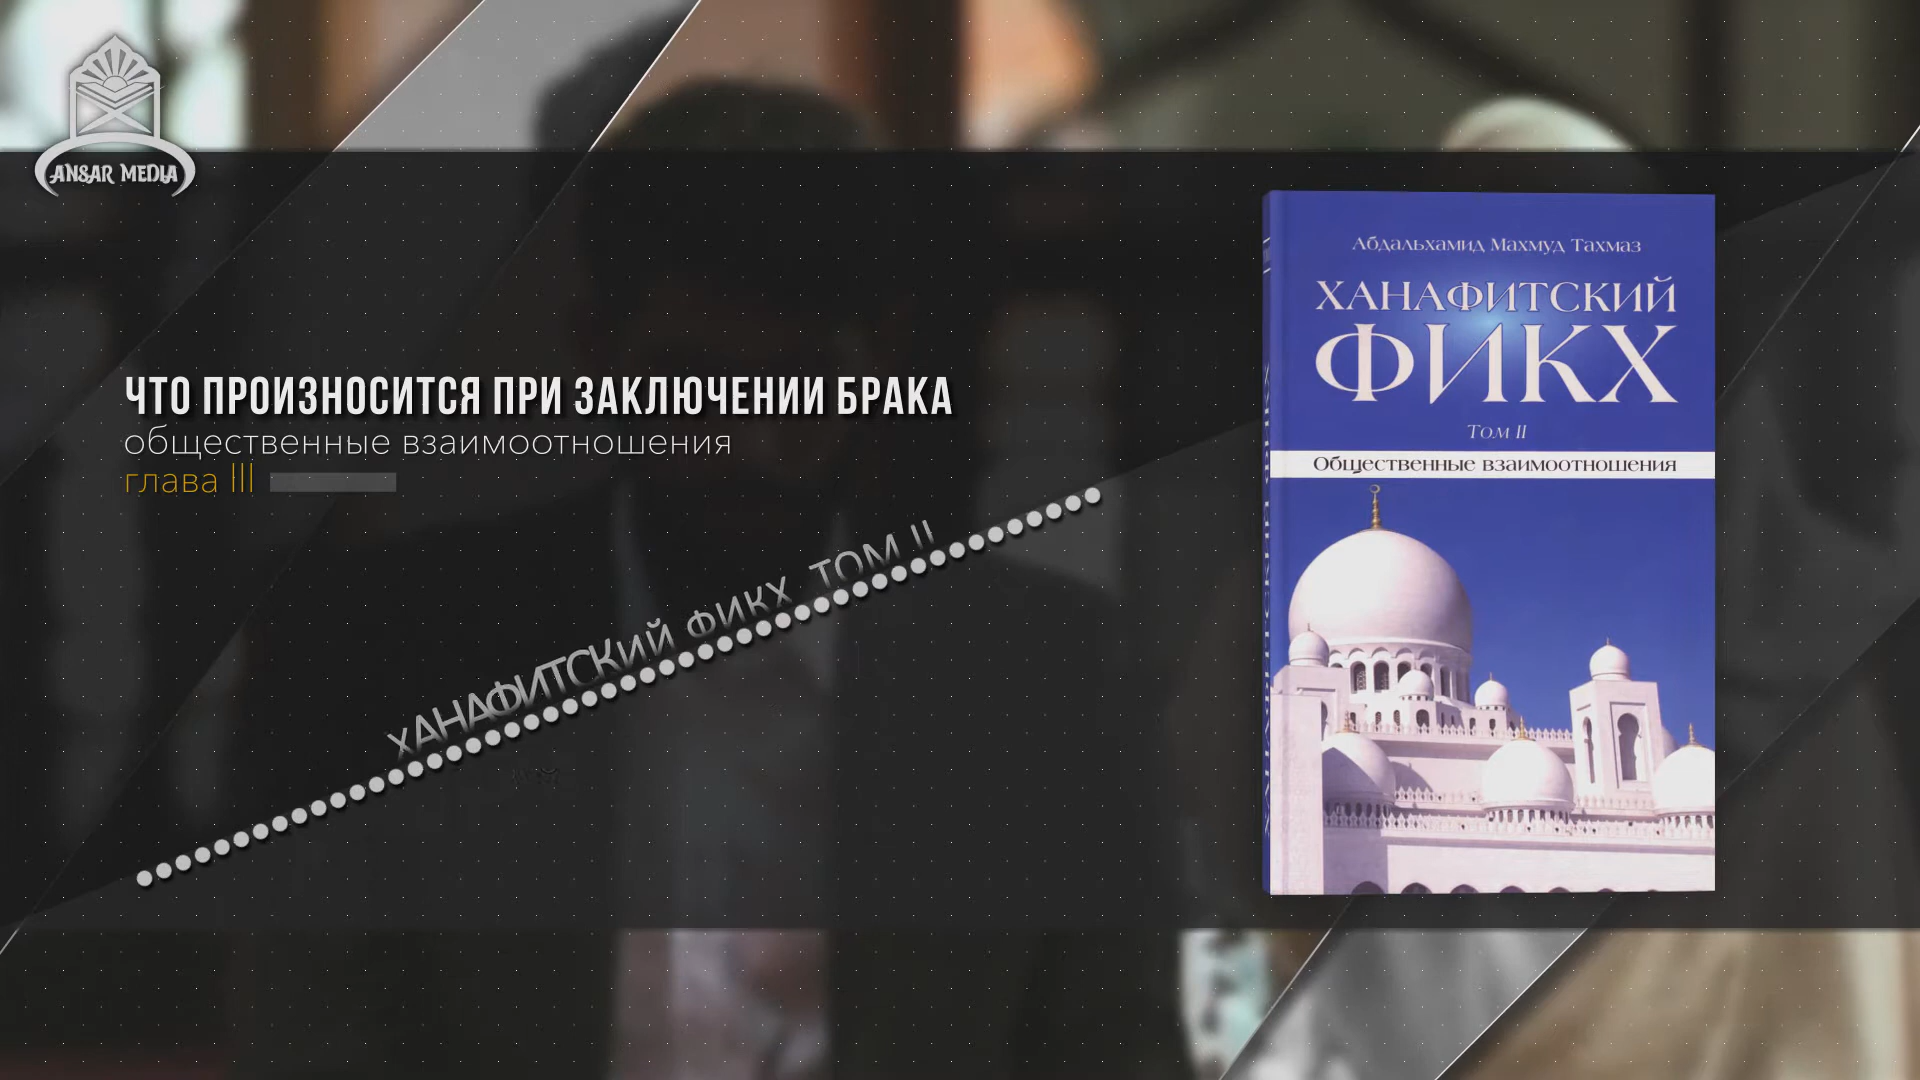 ANSAR MEDIA
ЧТО ПРОИЗНОСИТСЯ ПРИ ЗАКЛЮЧЕНИИ БРАКА
общественные взаимоотношения
глава III
ХАНАФИТСКИЙ ФИКХ ТОМ II
Абдальхамид Махмуд Тахмаз
ХАНАФИТСКИЙ
ФИКХ
Том II
Общественные взаимоотношения